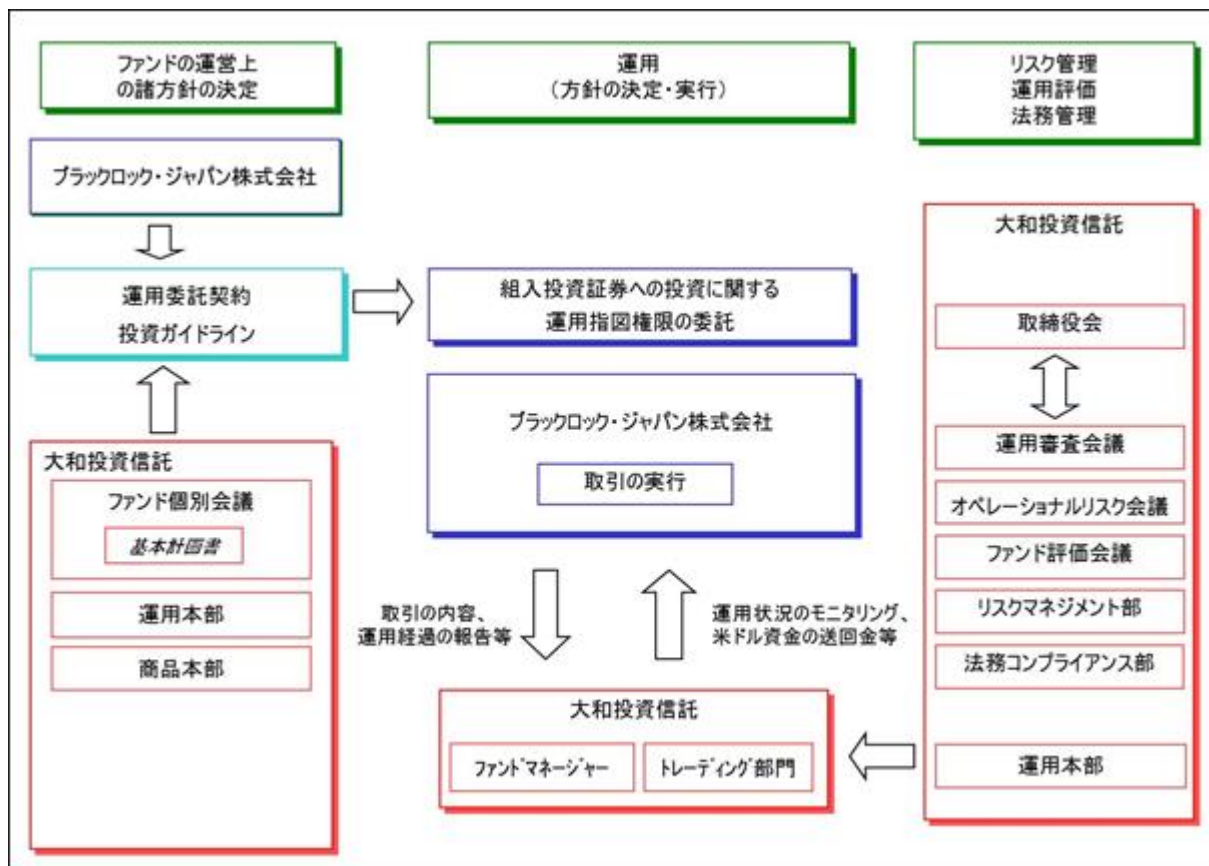 ファンドの運営上
の諸方針の決定
運用
（方針の決定・実行）
リスク管理
運用評価
法務管理
ブラックロック・ジャパン株式会社
運用委託契約
投資ガイドライン
組入投資証券への投資に関する
運用指図権限の委託
大和投資信託
ファンド個別会議
基本計画書
運用本部
商品本部
ブラックロック・ジャパン株式会社
取引の実行
取引の内容、
運用経過の報告等
運用状況のモニタリング、
米ドル資金の送回金等
大和投資信託
ファンドマネージャー
トレーディング部門
大和投資信託
取締役会
運用審査会議
オペレーショナルリスク会議
ファンド評価会議
リスクマネジメント部
法務コンプライアンス部
運用本部